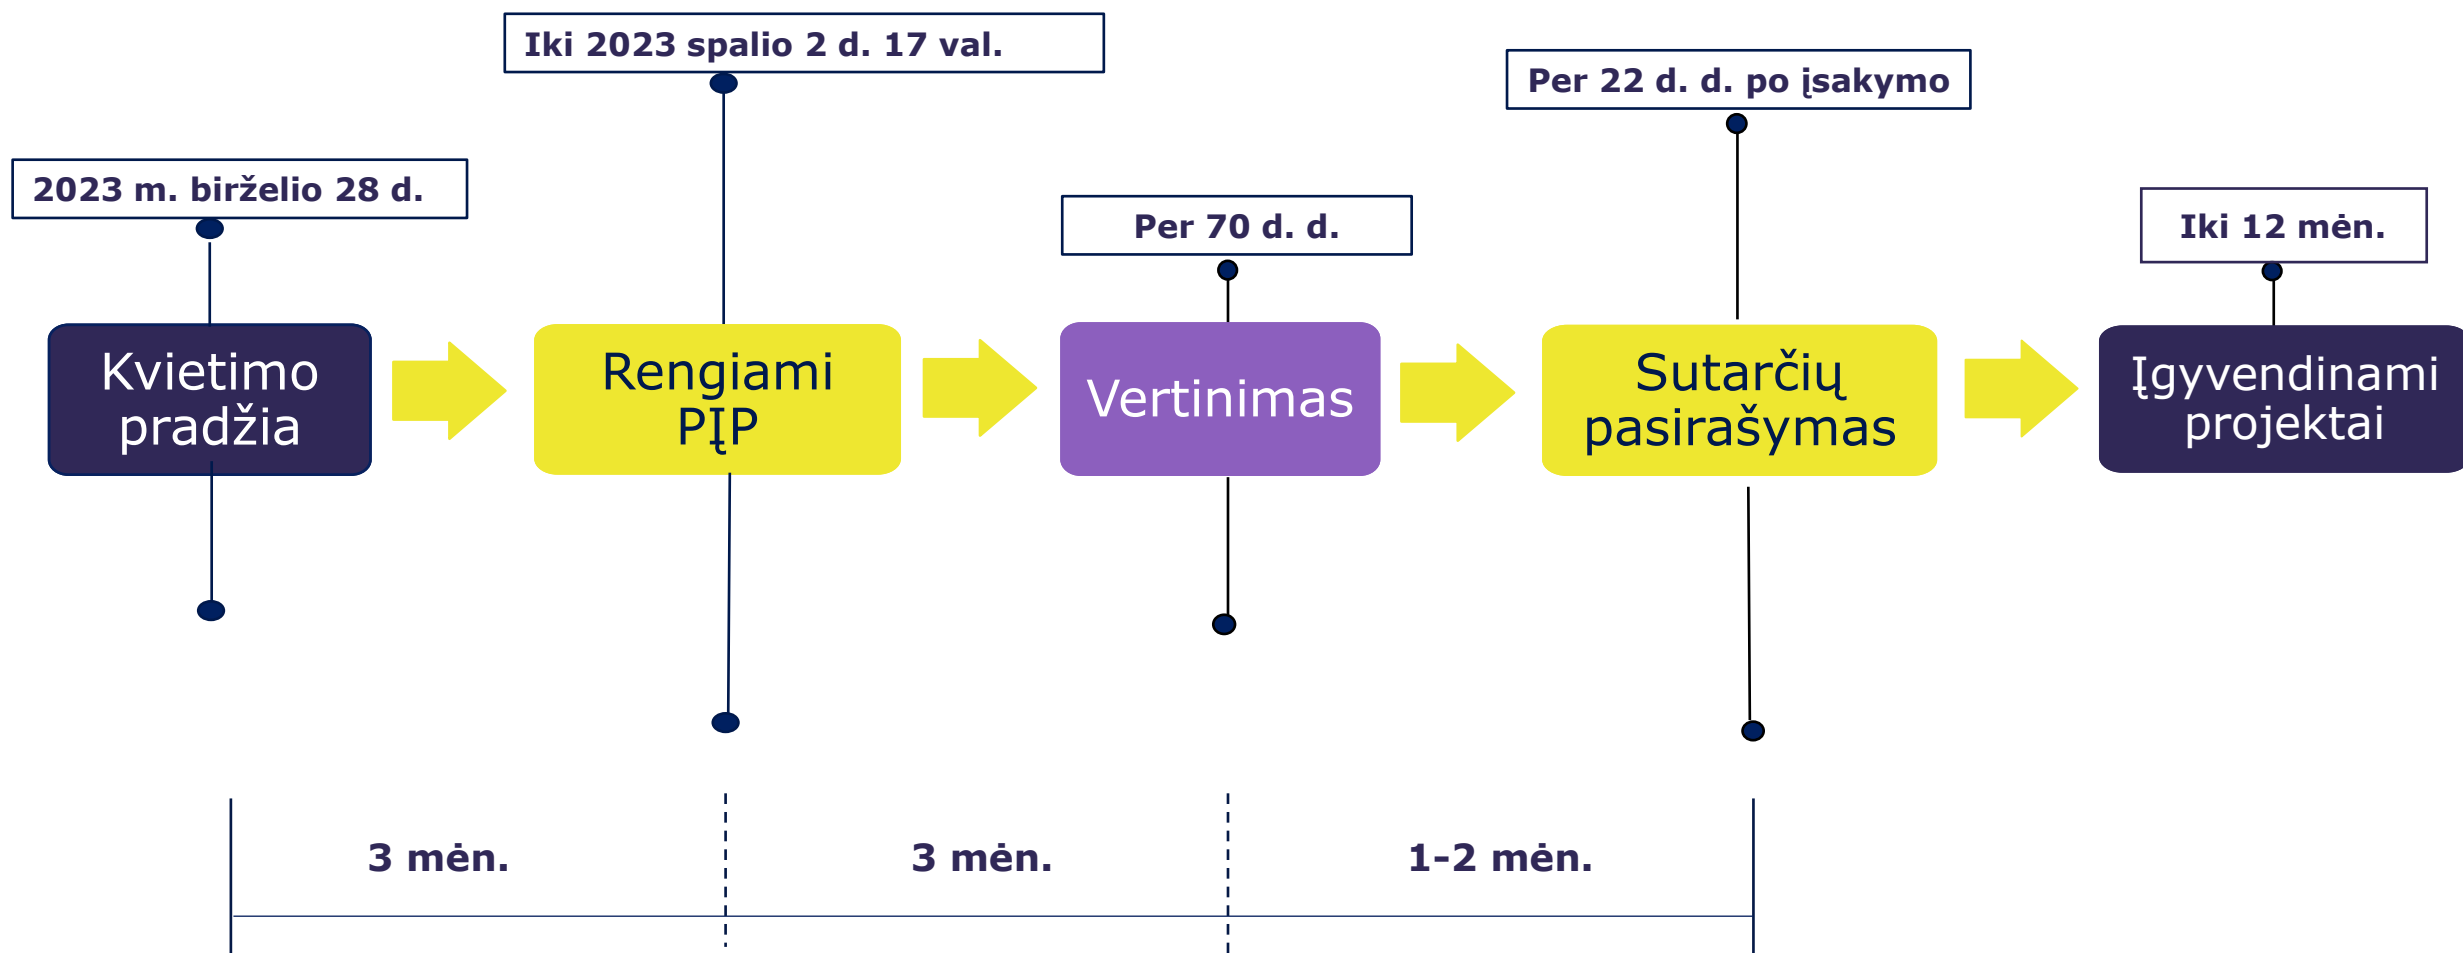 Iki 2023 spalio 2 d. 17 val.
Per 22 d. d. po įsakymo
2023 m. birželio 28 d.
Per 70 d. d.
Iki 12 mėn.
Kvietimo
pradžia
Rengiami
PĮP
Vertinimas
Sutarčių
pasirašymas
Įgyvendinami
projektai
3 mėn.
3 mėn.
1-2 mėn.